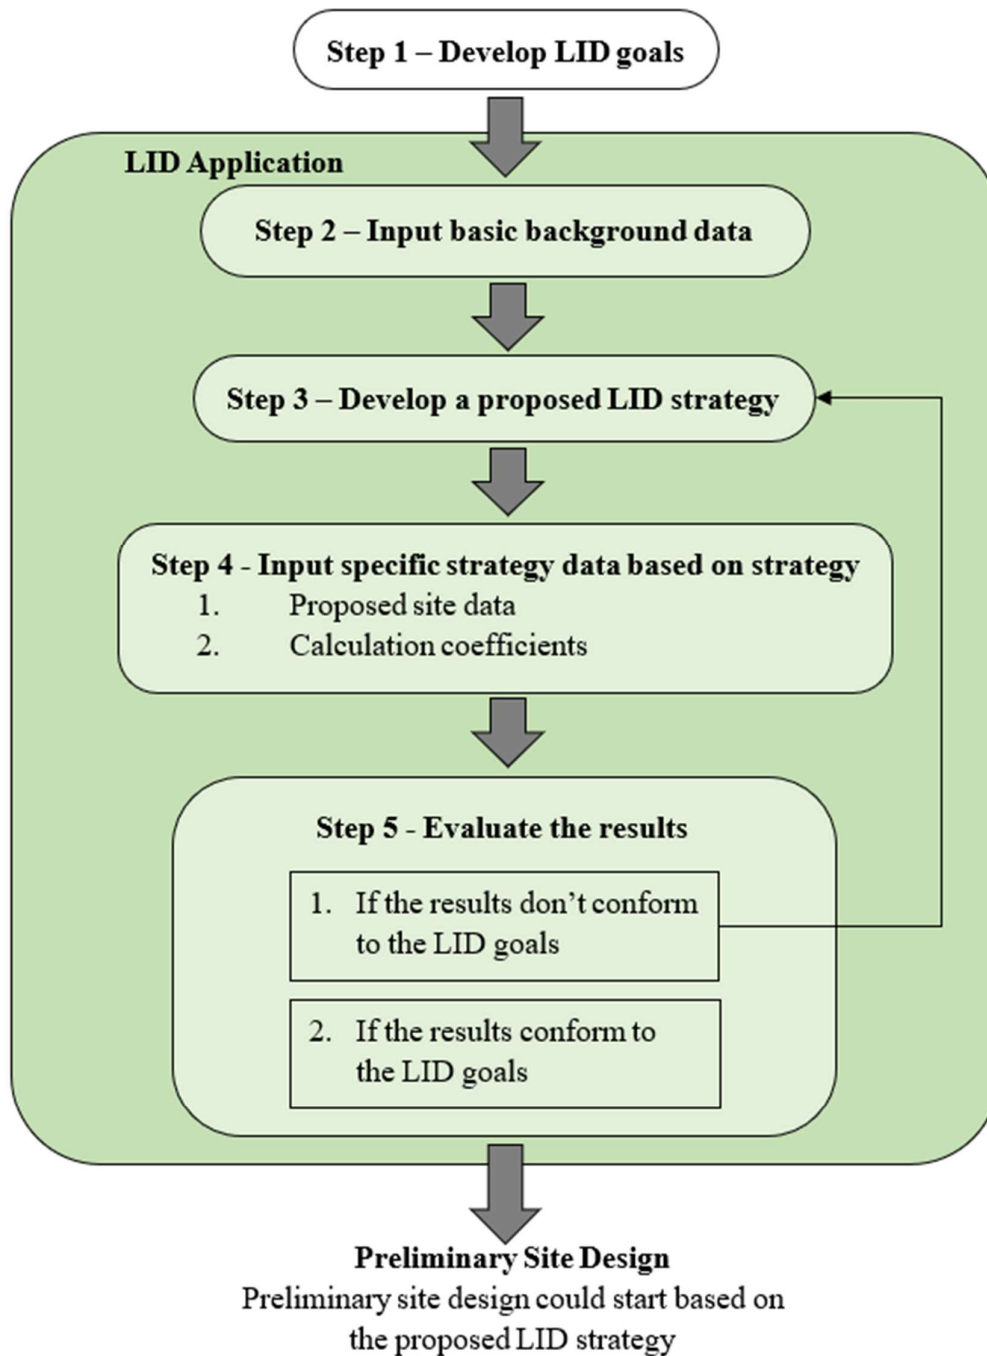 Step 1 – Develop LID goals
LID Application
Step 2 – Input basic background data
Step 3 – Develop a proposed LID strategy
Step 4 - Input specific strategy data based on strategy
1. Proposed site data
2. Calculation coefficients
Step 5 - Evaluate the results
1. If the results don’t conform
to the LID goals
2. If the results conform to
the LID goals
Preliminary Site Design
Preliminary site design could start based on
the proposed LID strategy